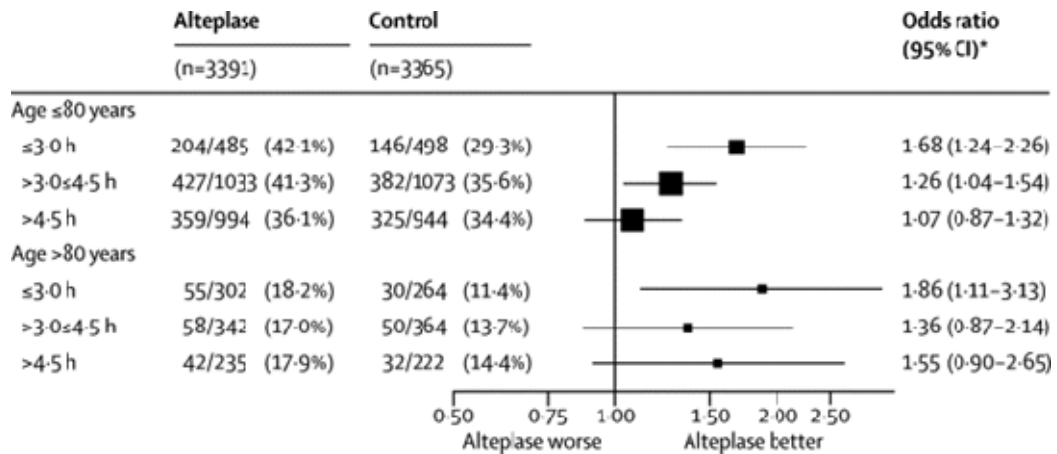 Alteplase Control Odds ratio
(95% CI)*
(n=3391) (n=3365)
Age ≤80 years
≤3·0 h 204/485 (42·1%) 146/498 (29·3%) 1·68 (1·24–2·26)
>3·0≤4·5 h 427/1033 (41·3%) 382/1073 (35·6%) 1·26 (1·04–1·54)
>4·5 h 359/994 (36·1%) 325/944 (34·4%) 1·07 (0·87–1·32)
Age >80 years
≤3·0 h 55/302 (18·2%) 30/264 (11·4%) 1·86 (1·11–3·13)
>3·0≤4·5 h 58/342 (17·0%) 50/364 (13·7%) 1·36 (0·87–2·14)
>4·5 h 42/235 (17·9%) 32/222 (14·4%) 1·55 (0·90–2·65)
0·50 0·75 1·00 1·50 2·00 2·50
Alteplase worse Alteplase better